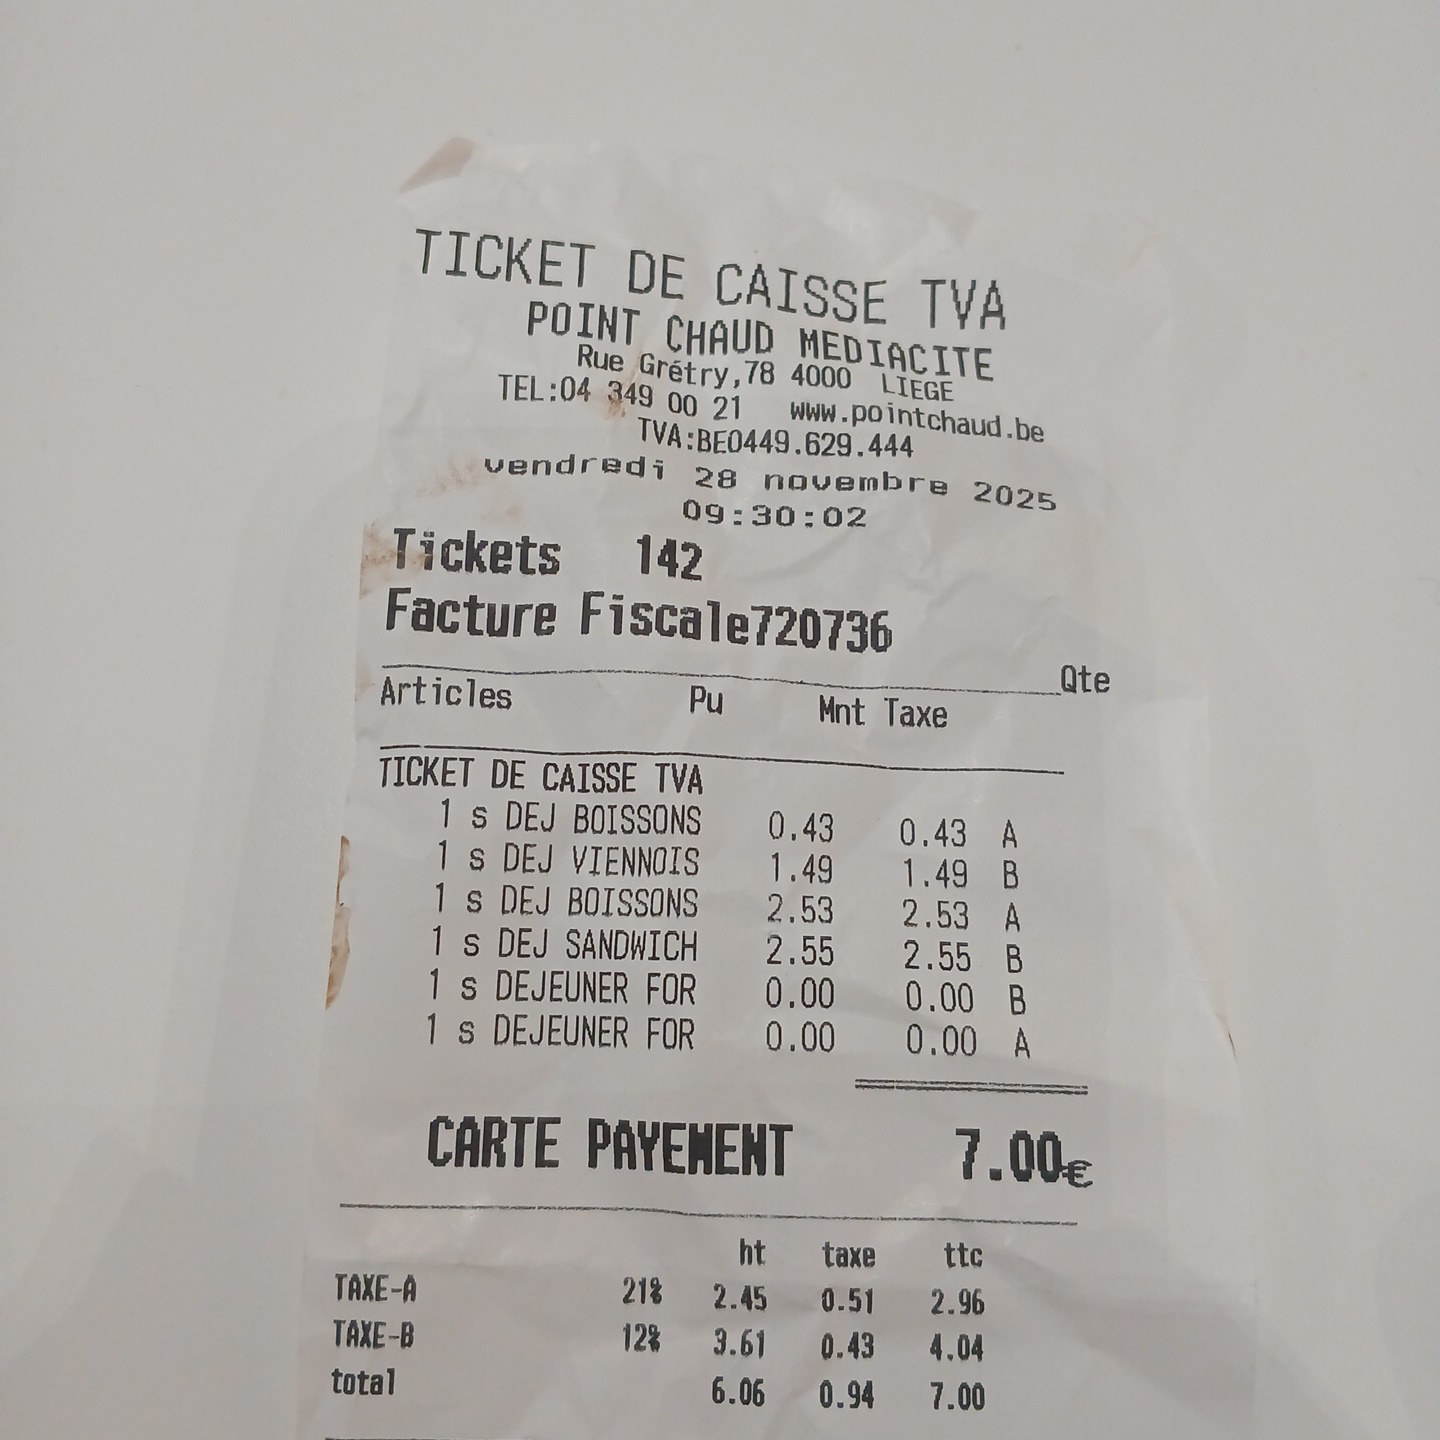 TICKET DE CAISSE TVA
POINT CHAUD MEDIACITE
Rue Grétry,78 4000 LIEGE
TEL:04 349 00 21 www.pointchaud.be
TVA:BE0449.629.444
vendredi 28 novembre 2025
09:30:02
Tickets 142
Facture Fiscale720736
Qte
Articles Pu Mnt Taxe
TICKET DE CAISSE TVA
1 s DEJ BOISSONS 0.43 0.43 A
1 s DEJ VIENNOIS 1.49 1.49 B
1 s DEJ BOISSONS 2.53 2.53 A
1 s DEJ SANDWICH 2.55 2.55 B
1 s DEJEUNER FOR 0.00 0.00 B
1 s DEJEUNER FOR 0.00 0.00 A
CARTE PAYEMENT 7.00€
ht taxe ttc
TAXE-A 21% 2.45 0.51 2.96
TAXE-B 12% 3.61 0.43 4.04
total 6.06 0.94 7.00